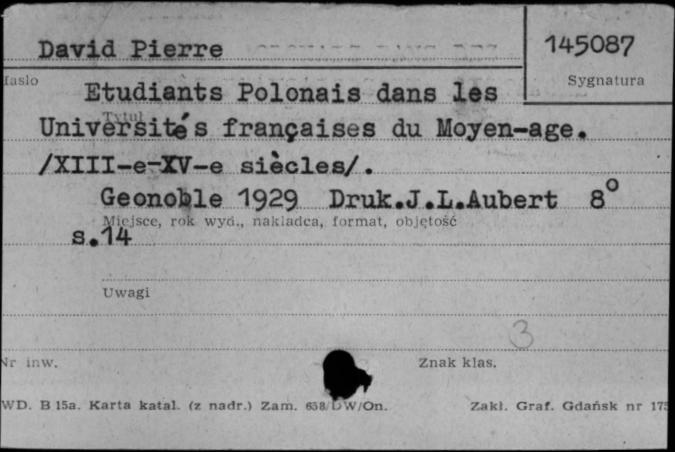 David Pierre
145087
Hasło
Sygnatura
Etudiants Polonais dans les
Tytuł
Universités françaises du Moyen-age.
/XIII-e-XV-e siècles/.
Geonoble 1929 Druk.J.L.Aubert 8°
Miejsce, rok wyd., nakładca, format, objętość
s.14
Uwagi
3
Nr inw.
Znak klas.
WD. B 15a. Karta katal. (z nadr.) Zam. 658/DW/On.
Zakł. Graf. Gdańsk nr 175